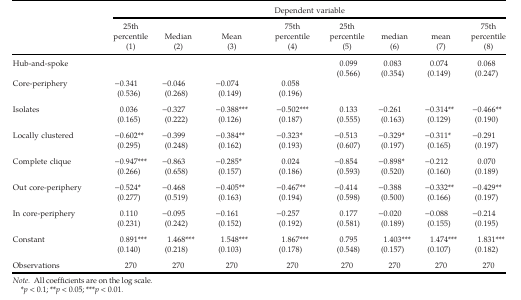 Dependent variable
25th percentile (1) Median (2) Mean (3) 75th percentile (4) 25th percentile (5) median (6) mean (7) 75th percentile (8)
Hub-and-spoke 0.099 0.083 0.074 0.068
(0.566) (0.354) (0.149) (0.247)
Core-periphery −0.341 −0.046 −0.074 0.058
(0.536) (0.268) (0.149) (0.196)
Isolates 0.036 −0.327 −0.388*** −0.502*** 0.133 −0.261 −0.314** −0.466**
(0.165) (0.222) (0.126) (0.187) (0.555) (0.163) (0.129) (0.190)
Locally clustered −0.602** −0.399 −0.384** −0.323* −0.513 −0.329* −0.311* −0.291
(0.295) (0.248) (0.162) (0.193) (0.607) (0.197) (0.165) (0.197)
Complete clique −0.947*** −0.863 −0.285* 0.024 −0.854 −0.898* −0.212 0.070
(0.266) (0.658) (0.157) (0.186) (0.593) (0.520) (0.160) (0.189)
Out core-periphery −0.524* −0.468 −0.405** −0.467** −0.414 −0.388 −0.332** −0.429**
(0.277) (0.519) (0.163) (0.194) (0.598) (0.500) (0.166) (0.197)
In core-periphery 0.110 −0.095 −0.161 −0.257 0.177 −0.020 −0.088 −0.214
(0.231) (0.242) (0.152) (0.192) (0.581) (0.189) (0.155) (0.195)
Constant 0.891*** 1.468*** 1.548*** 1.867*** 0.795 1.403*** 1.474*** 1.831***
(0.140) (0.218) (0.103) (0.178) (0.548) (0.157) (0.107) (0.182)
Observations 270 270 270 270 270 270 270 270
Note. All coefficients are on the log scale.
*p < 0.1; **p < 0.05; ***p < 0.01.